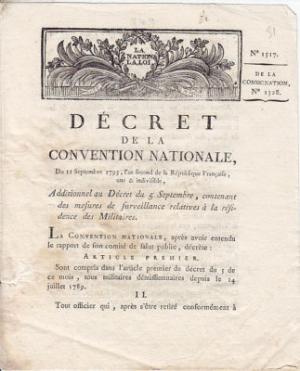 LA
NATION
LA LOI
Nº 1517.
DE LA
CONVENTION,
Nº 1528.
DÉCRET
DE LA
CONVENTION NATIONALE,
Du 11 Septembre 1793, l'an second de la République Française,
une & indivisible,
Additionnel au Décret du 5 Septembre, contenant
des mesures de surveillance relatives à la rési-
dence des Militaires.
LA CONVENTION NATIONALE, après avoir entendu
le rapport de son comité de salut public, décrète:
ARTICLE PREMIER.
Sont compris dans l'article premier du décret du 5 de
ce mois, tous militaires démissionnaires depuis le 14
juillet 1789.
II.
Tout officier qui, après s'être retiré conformément à